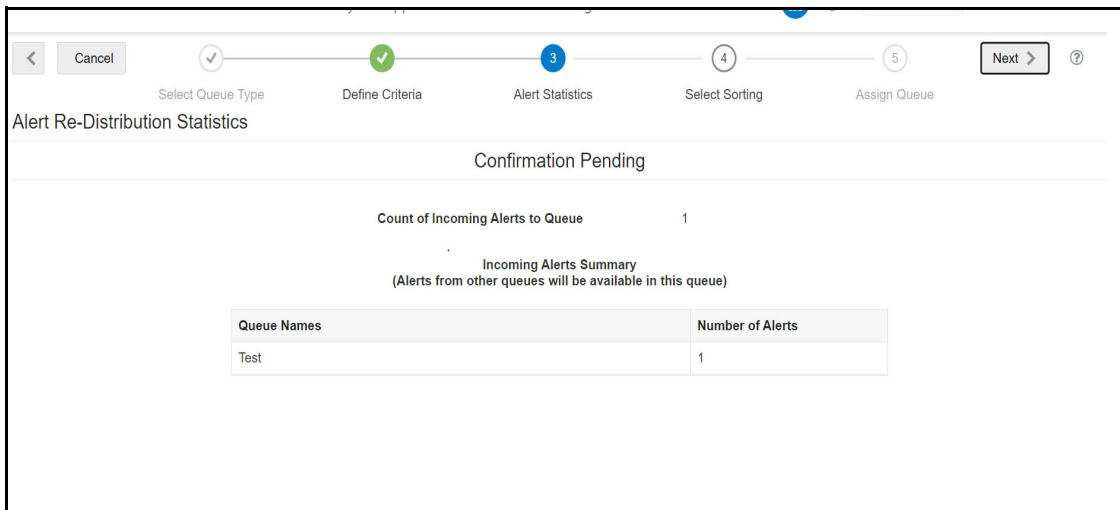 Cancel
3
4
5
Next
?
Select Queue Type
Define Criteria
Alert Statistics
Select Sorting
Assign Queue
Alert Re-Distribution Statistics
Confirmation Pending
Count of Incoming Alerts to Queue 1
Incoming Alerts Summary
(Alerts from other queues will be available in this queue)
Queue Names Number of Alerts
Test 1